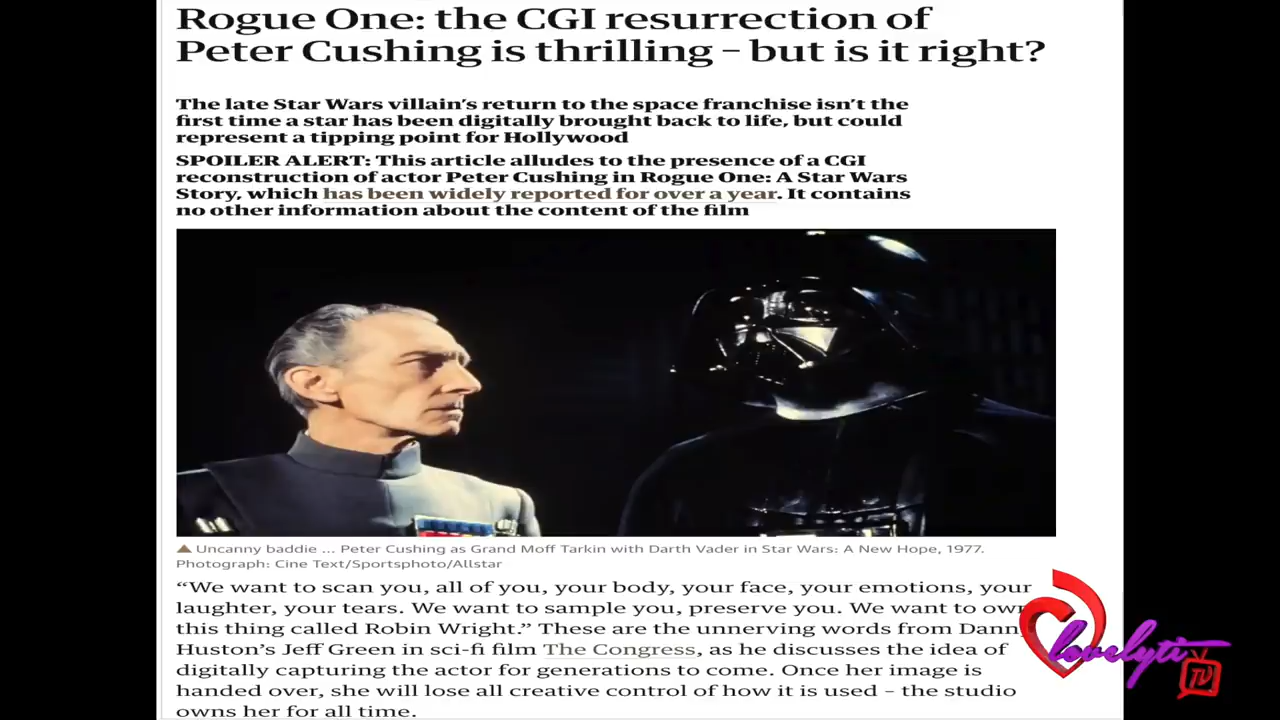 Rogue One: the CGI resurrection of
Peter Cushing is thrilling – but is it right?
The late Star Wars villain's return to the space franchise isn't the
first time a star has been digitally brought back to life, but could
represent a tipping point for Hollywood
SPOILER ALERT: This article alludes to the presence of a CGI
reconstruction of actor Peter Cushing in Rogue One: A Star Wars
Story, which has been widely reported for over a year. It contains
no other information about the content of the film
Uncanny baddie ... Peter Cushing as Grand Moff Tarkin with Darth Vader in Star Wars: A New Hope, 1977.
Photograph: Cine Text/Sportsphoto/Allstar
“We want to scan you, all of you, your body, your face, your emotions, your
laughter, your tears. We want to sample you, preserve you. We want to own
this thing called Robin Wright.” These are the unnerving words from Danny
Huston's Jeff Green in sci-fi film The Congress, as he discusses the idea of
digitally capturing the actor for generations to come. Once her image is
handed over, she will lose all creative control of how it is used – the studio
owns her for all time.
lovelyti
TV